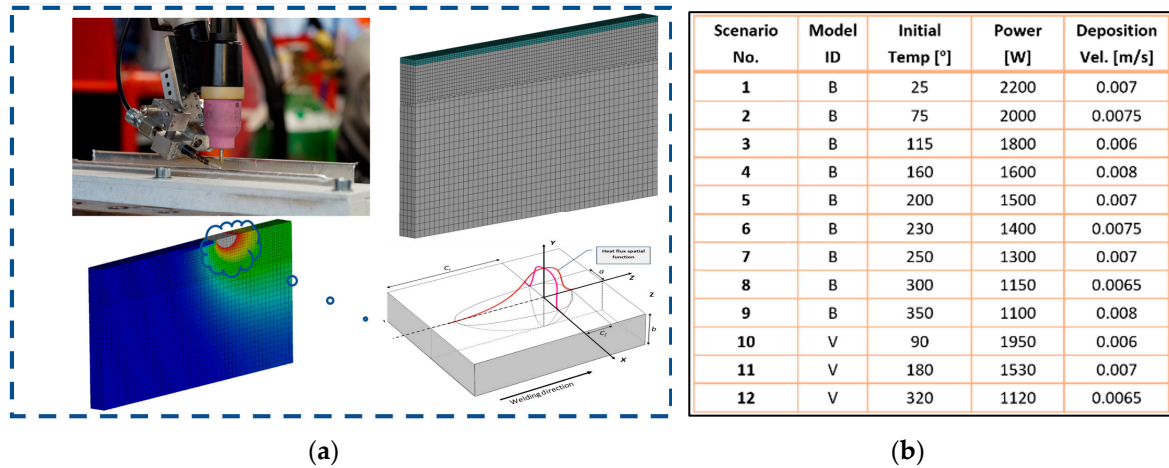 Heat flux spatial
function
Y
C
a
Z
Z
b
C
X
Welding direction
Scenario No. Model ID Initial Temp [°] Power [W] Deposition Vel. [m/s]
1 B 25 2200 0.007
2 B 75 2000 0.0075
3 B 115 1800 0.006
4 B 160 1600 0.008
5 B 200 1500 0.007
6 B 230 1400 0.0075
7 B 250 1300 0.007
8 B 300 1150 0.0065
9 B 350 1100 0.008
10 V 90 1950 0.006
11 V 180 1530 0.007
12 V 320 1120 0.0065
(a)
(b)